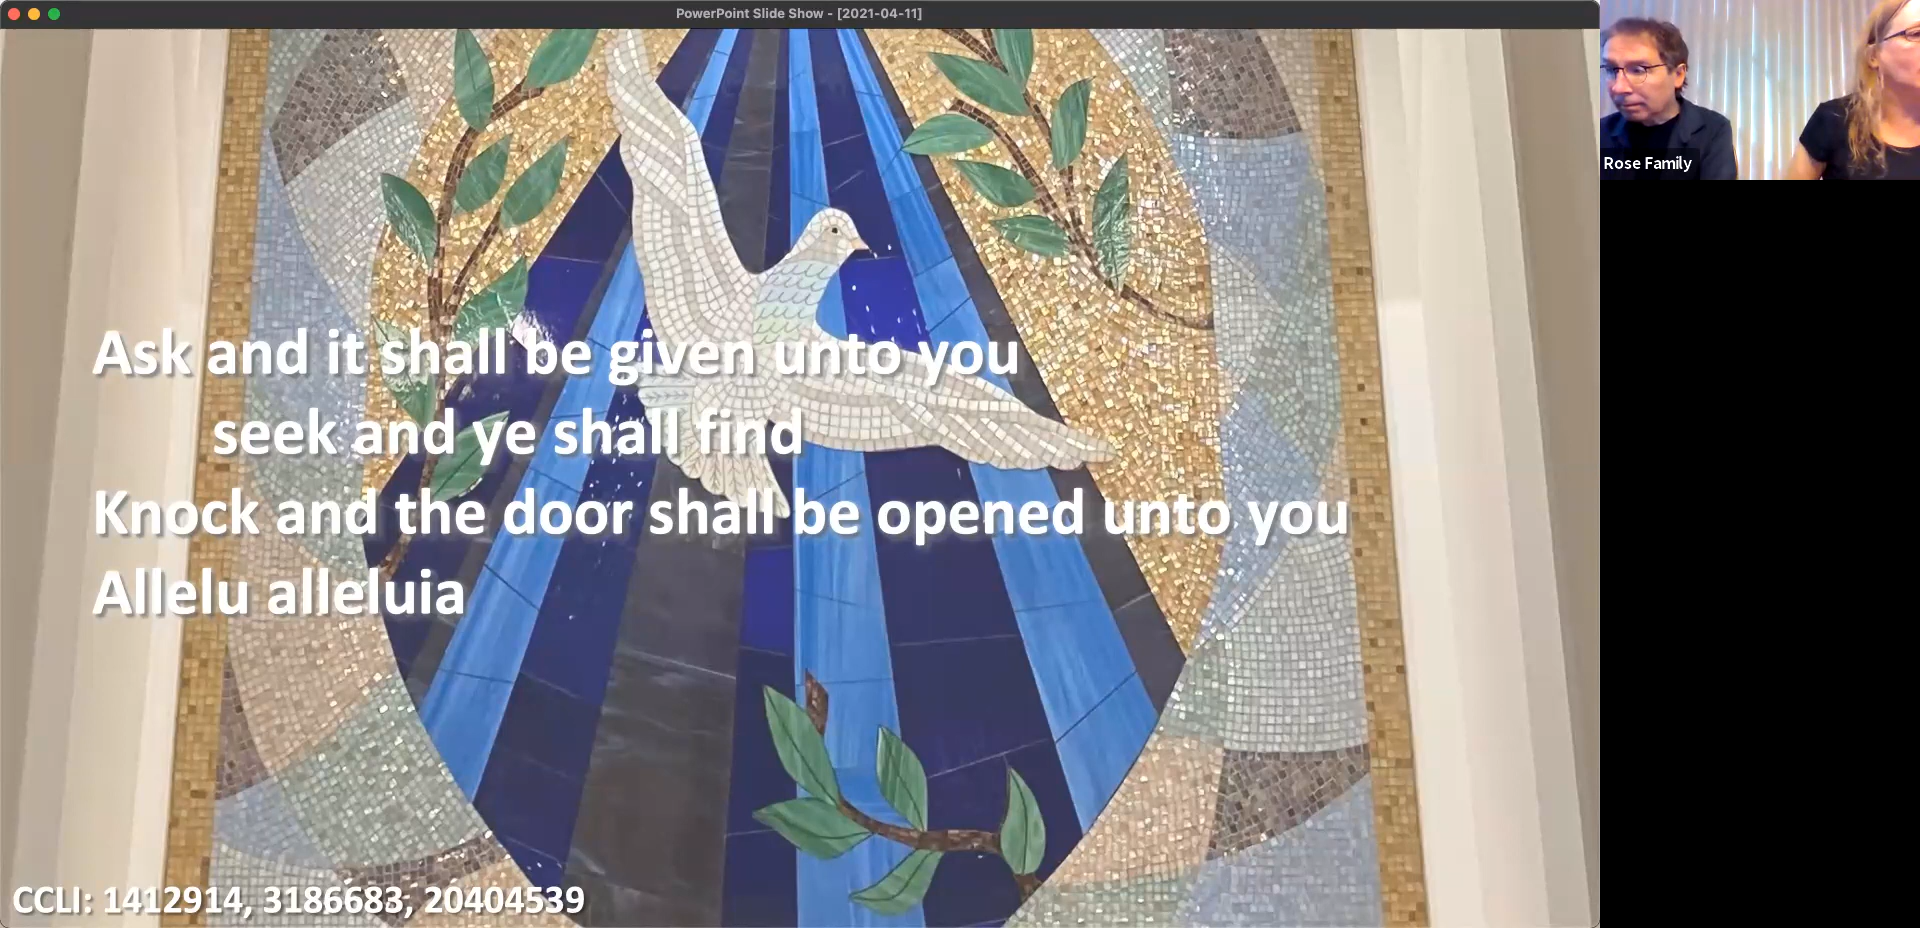 PowerPoint Slide Show - [2021-04-11]
Rose Family
Ask and it shall be given unto you
seek and ye shall find
Knock and the door shall be opened unto you
Allelu alleluia
CCLI: 1412914, 3186683, 20404539